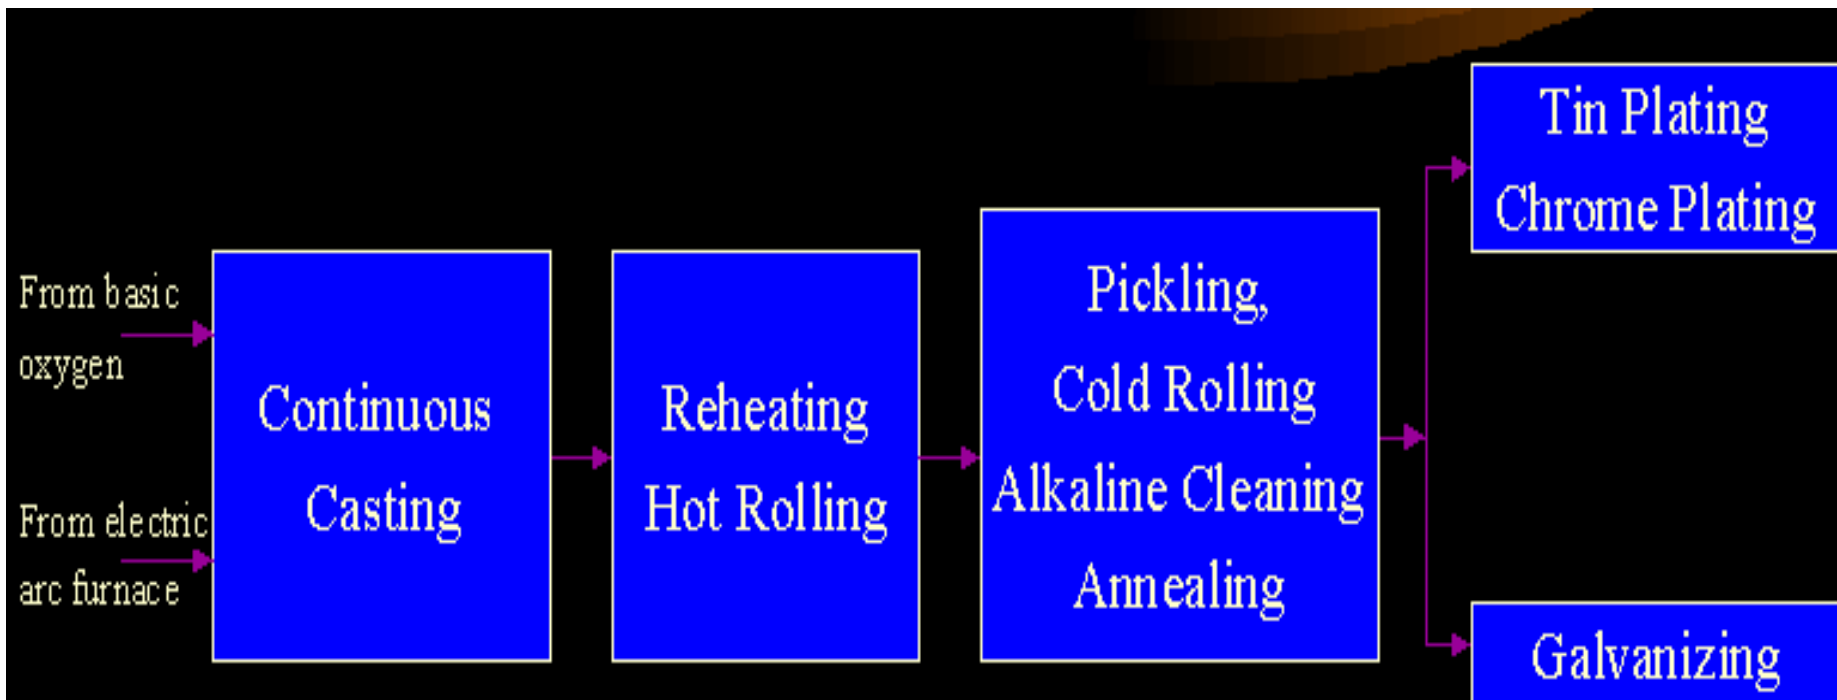 From basic
oxygen
From electric
arc furnace
Continuous
Casting
Reheating
Hot Rolling
Pickling,
Cold Rolling
Alkaline Cleaning
Annealing
Tin Plating
Chrome Plating
Galvanizing